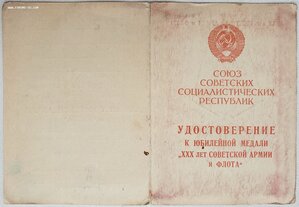 СОЮЗ
СОВЕТСКИХ
СОЦИАЛИСТИЧЕСКИХ
РЕСПУБЛИК
УДОСТОВЕРЕНИЕ
К ЮБИЛЕЙНОЙ МЕДАЛИ
„XXX ЛЕТ СОВЕТСКОЙ АРМИИ
И ФЛОТА“